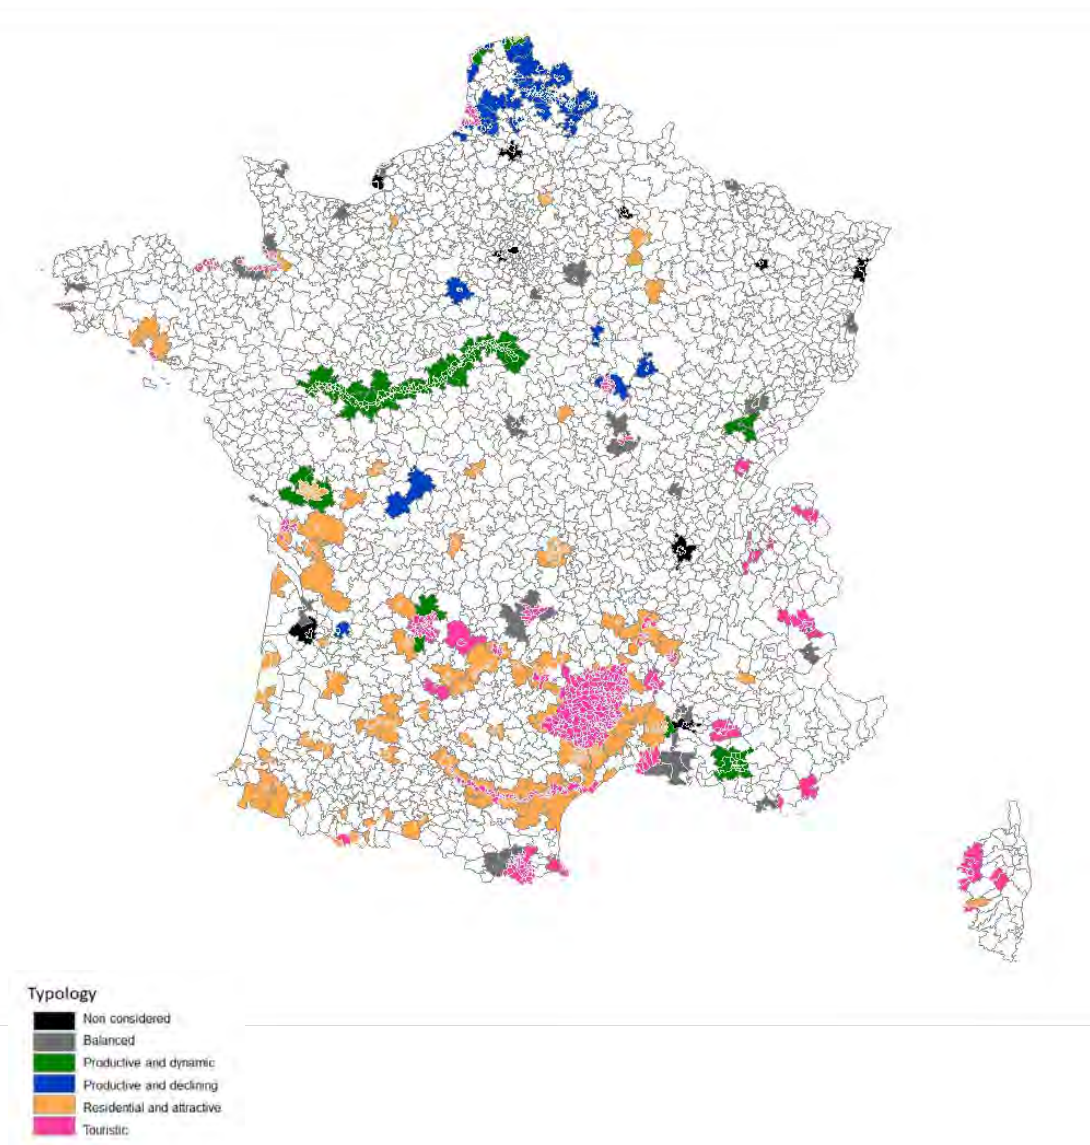 Typology
Non considered
Balanced
Productive and dynamic
Productive and declining
Residential and attractive
Touristic